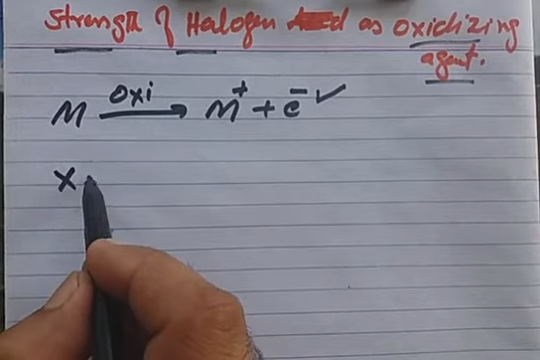 Strength of Halogen as oxidizing
agent.
M oxi → M⁺ + e⁻ ✓
X